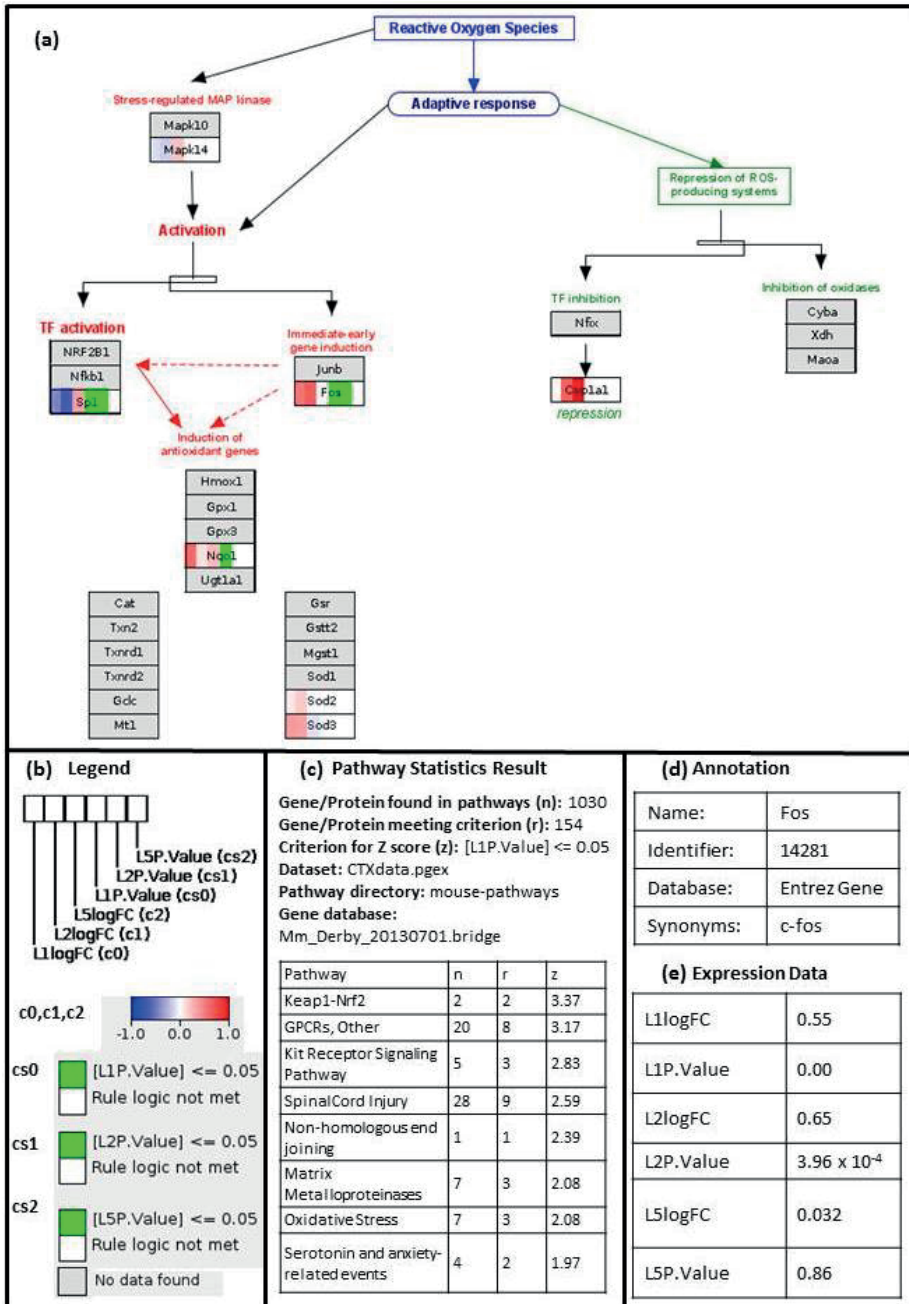 (a)
Reactive Oxygen Species
Stress-regulated MAP kinase
Mapk10
Mapk14
Adaptive response
Activation
Repression of ROS-
producing systems
TF activation
NRF2B1
Nfkb1
Sp1
Immediate-early
gene induction
Junb
Fos
TF inhibition
Nfix
Cyp1a1
repression
Inhibition of oxidases
Cyba
Xdh
Maoa
Induction of
antioxidant genes
Hmox1
Gpx1
Gpx3
Nqo1
Ugt1a1
Cat
Txn2
Txnrd1
Txnrd2
Gclc
Mt1
Gsr
Gstt2
Mgst1
Sod1
Sod2
Sod3
(b) Legend
L5P.Value (cs2)
L2P.Value (cs1)
L1P.Value (cs0)
L5logFC (c2)
L2logFC (c1)
L1logFC (c0)
c0,c1,c2
-1.0 0.0 1.0
cs0
[L1P.Value] <= 0.05
Rule logic not met
cs1
[L2P.Value] <= 0.05
Rule logic not met
cs2
[L5P.Value] <= 0.05
Rule logic not met
No data found
(c) Pathway Statistics Result
Gene/Protein found in pathways (n): 1030
Gene/Protein meeting criterion (r): 154
Criterion for Z score (z): [L1P.Value] <= 0.05
Dataset: CTXdata.pgex
Pathway directory: mouse-pathways
Gene database:
Mm_Derby_20130701.bridge
Pathway n r z
Keap1-Nrf2 2 2 3.37
GPCRs, Other 20 8 3.17
Kit Receptor Signaling
Pathway 5 3 2.83
SpinalCord Injury 28 9 2.59
Non-homologous end
joining 1 1 2.39
Matrix
Metalloproteinases 7 3 2.08
Oxidative Stress 7 3 2.08
Serotonin and anxiety-
related events 4 2 1.97
(d) Annotation
Name: Fos
Identifier: 14281
Database: Entrez Gene
Synonyms: c-fos
(e) Expression Data
L1logFC 0.55
L1P.Value 0.00
L2logFC 0.65
L2P.Value 3.96 x 10-4
L5logFC 0.032
L5P.Value 0.86